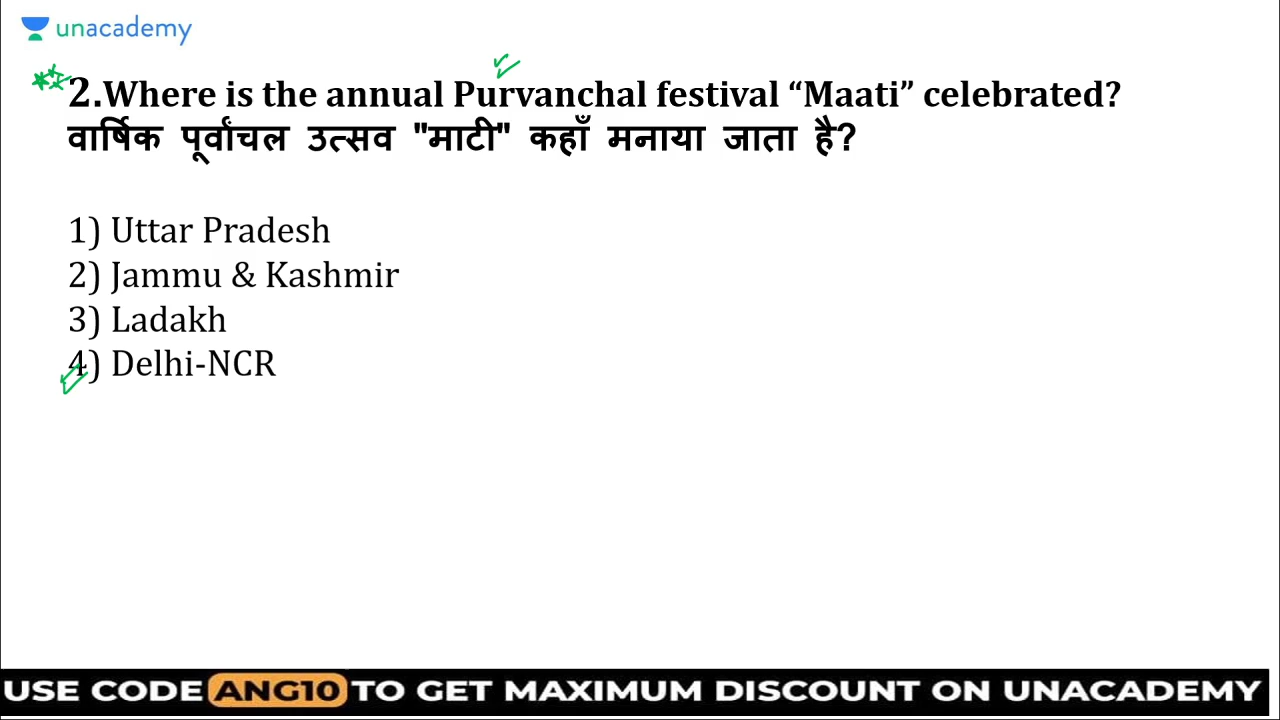 unacademy
2.Where is the annual Purvanchal festival “Maati” celebrated?
वार्षिक पूर्वांचल उत्सव "माटी" कहाँ मनाया जाता है?
1) Uttar Pradesh
2) Jammu & Kashmir
3) Ladakh
4) Delhi-NCR
USE CODE ANG10 TO GET MAXIMUM DISCOUNT ON UNACADEMY